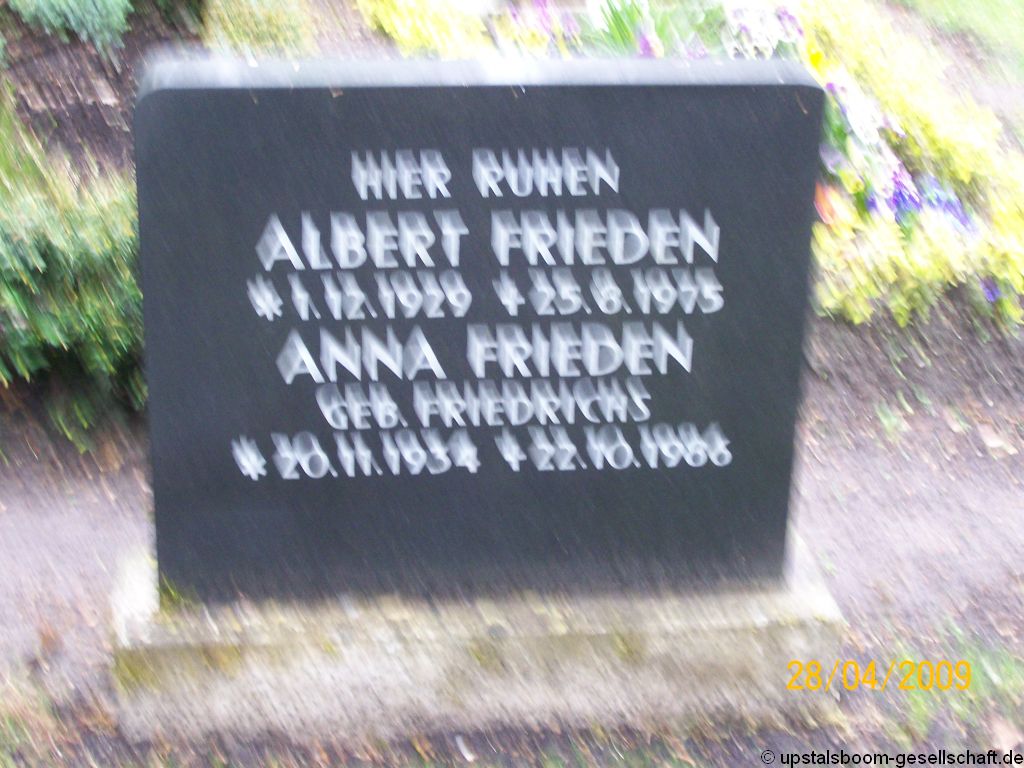 HIER RUHEN
ALBERT FRIEDEN
* 1.12.1929 + 25.8.1975
ANNA FRIEDEN
GEB. FRIEDRICHS
* 20.11.1934 + 22.10.1986
28/04/2009
© upstalsboom-gesellschaft.de